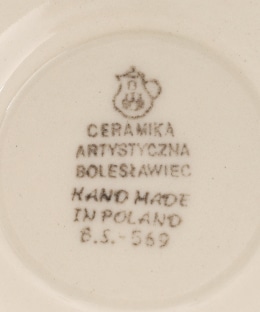 CERAMIKA
ARTYSTYCZNA
BOLESŁAWIEC
HAND MADE
IN POLAND
B.S.-569